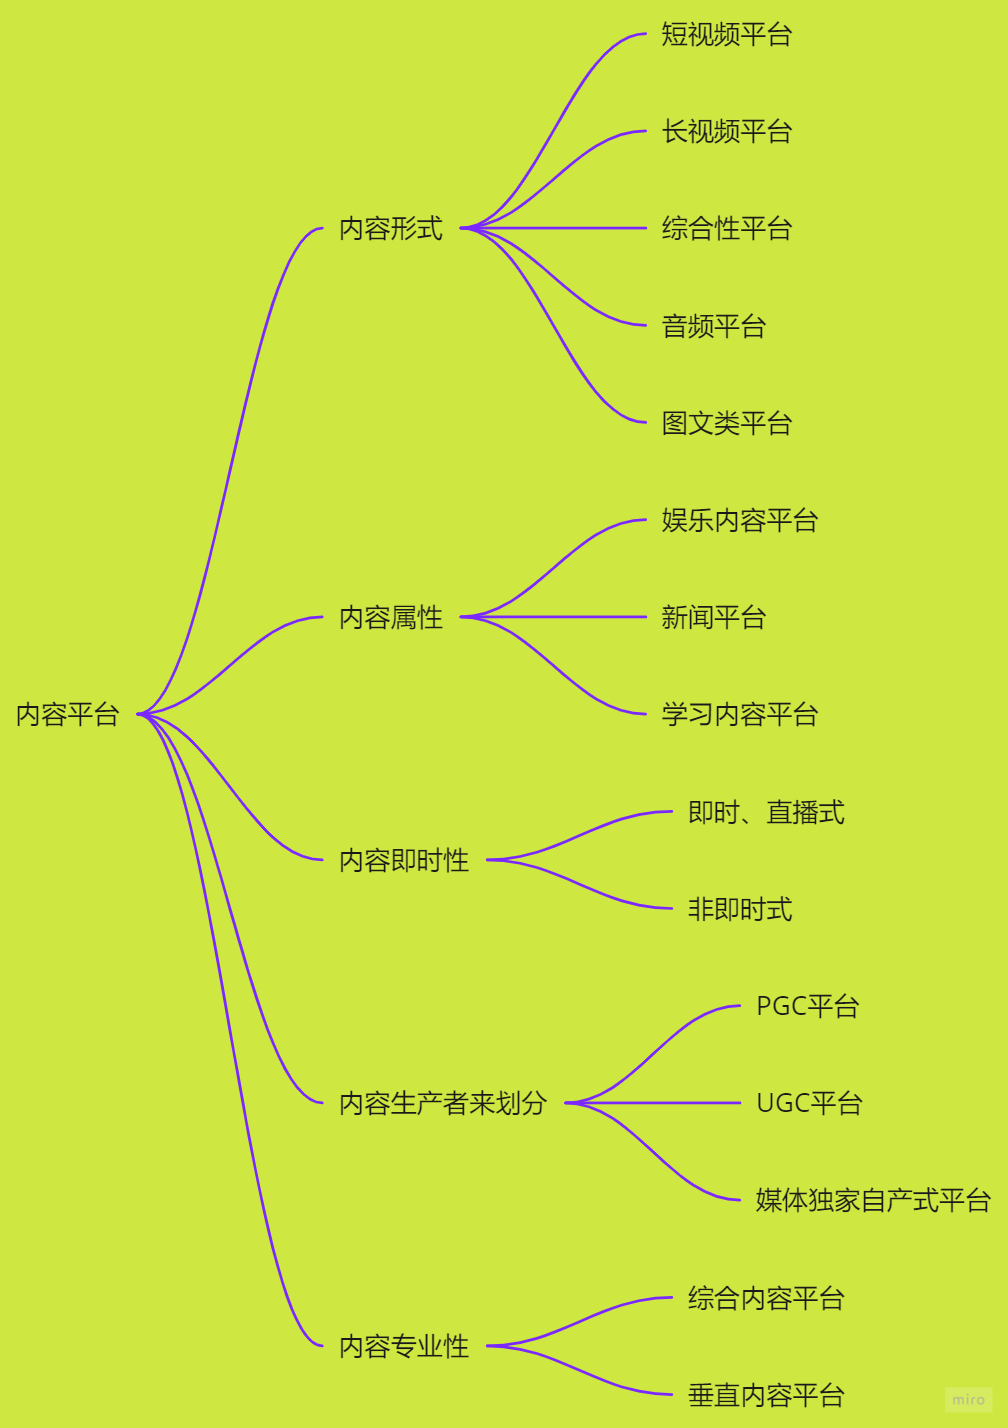 内容平台
内容形式
短视频平台
长视频平台
综合性平台
音频平台
图文类平台
内容属性
娱乐内容平台
新闻平台
学习内容平台
内容即时性
即时、直播式
非即时式
内容生产者来划分
PGC平台
UGC平台
媒体独家自产式平台
内容专业性
综合内容平台
垂直内容平台
miro